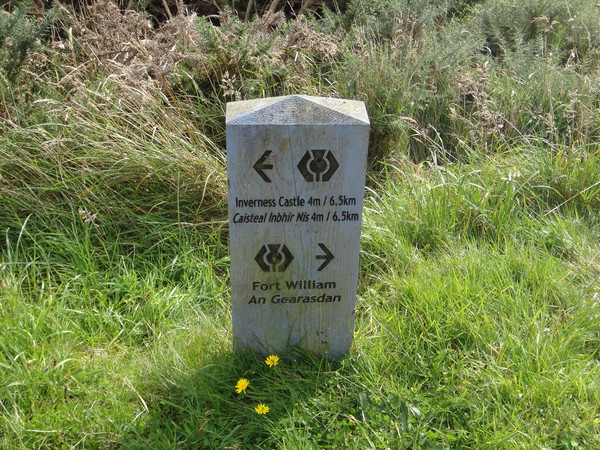 Inverness Castle 4m / 6.5km
Caisteal Inbhir Nis 4m / 6.5km
Fort William
An Gearasdan